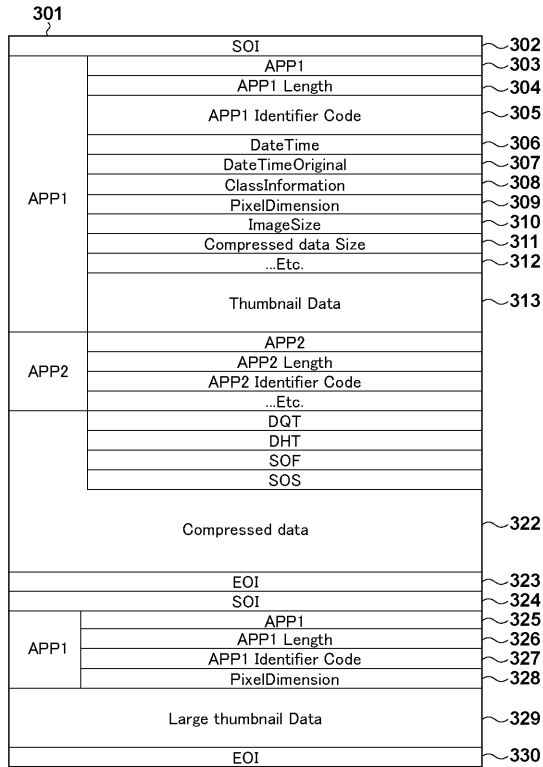 301
SOI 302
APP1 303
APP1 Length 304
APP1 Identifier Code 305
DateTime 306
DateTimeOriginal 307
APP1 ClassInformation 308
PixelDimension 309
ImageSize 310
Compressed data Size 311
...Etc. 312
Thumbnail Data 313
APP2
APP2 Length
APP2 APP2 Identifier Code
...Etc.
DQT
DHT
SOF
SOS
Compressed data 322
EOI 323
SOI 324
APP1 325
APP1 Length 326
APP1 APP1 Identifier Code 327
PixelDimension 328
Large thumbnail Data 329
EOI 330